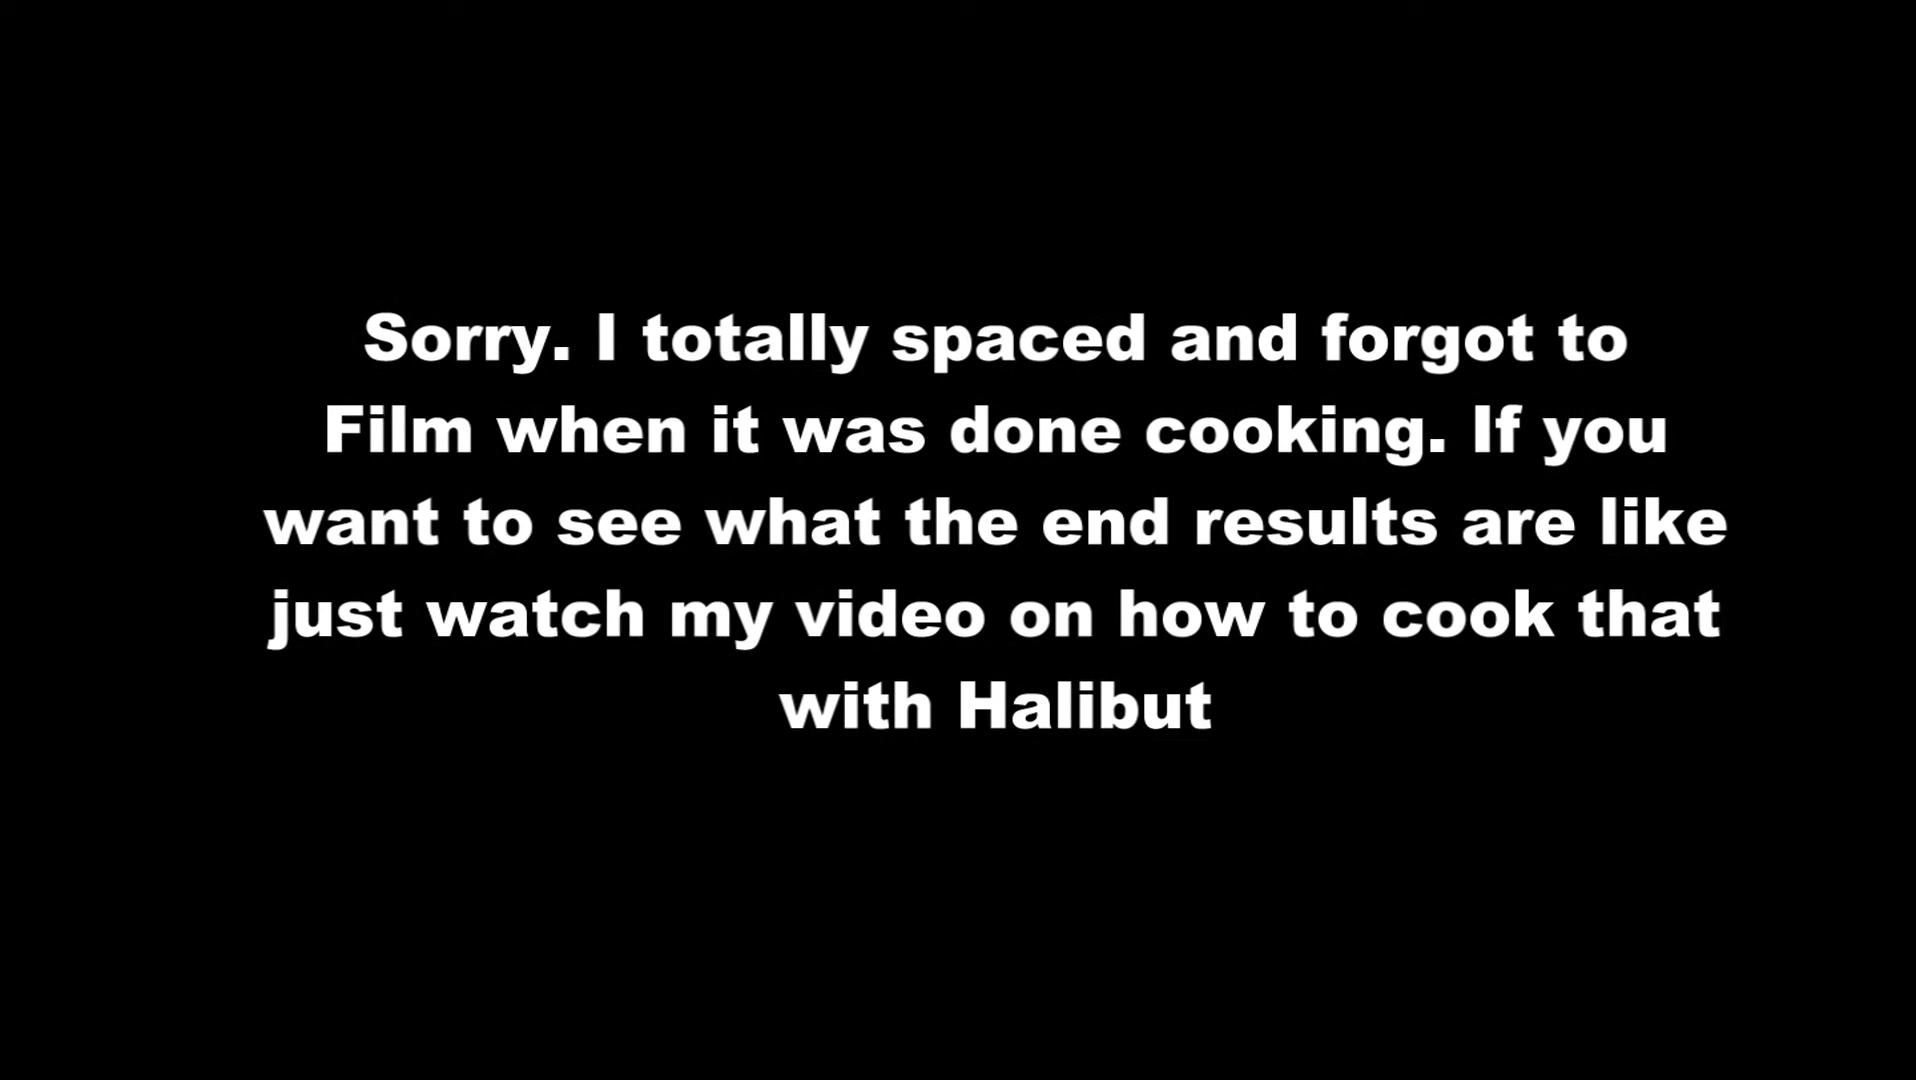 Sorry. I totally spaced and forgot to
Film when it was done cooking. If you
want to see what the end results are like
just watch my video on how to cook that
with Halibut